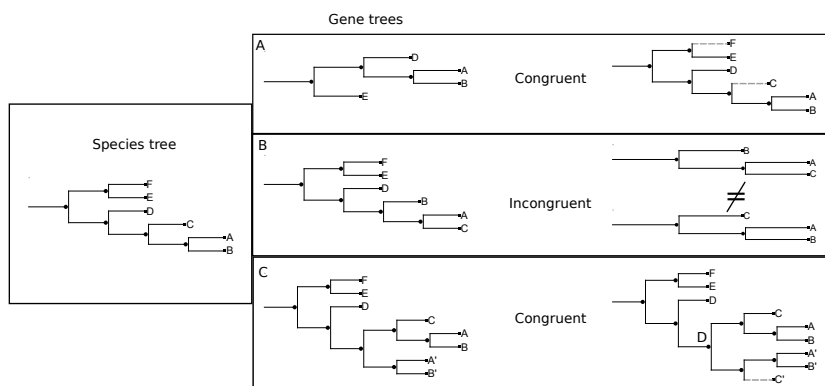 Gene trees
Species tree
F
E
D
C
A
B
A
D
A
B
E
Congruent
F
E
D
C
A
B
B
F
E
D
B
A
C
Incongruent
B
A
C
≠
C
A
B
C
F
E
D
C
A
B
A'
B'
Congruent
F
E
D
C
A
B
D
A'
B'
C'